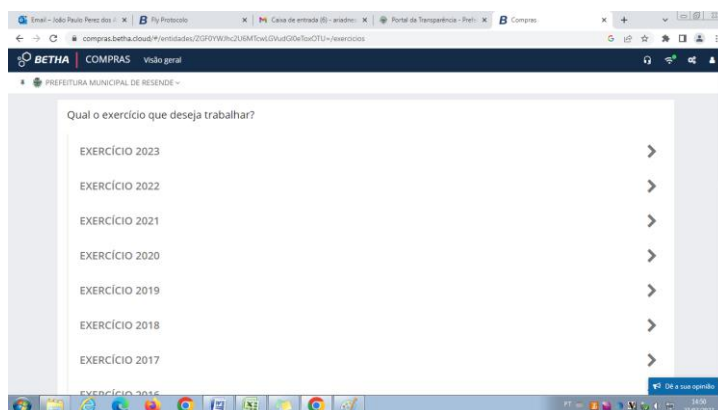 Email – João Paulo Perez dos
Fly Protocolo
Caixa de entrada (6) - ariadne
Portal da Transparência - Prefe
Compras
compras.betha.cloud/#/entidades/
/exercicios
BETHA COMPRAS Visão geral
PREFEITURA MUNICIPAL DE RESENDE
Qual o exercício que deseja trabalhar?
EXERCÍCIO 2023
EXERCÍCIO 2022
EXERCÍCIO 2021
EXERCÍCIO 2020
EXERCÍCIO 2019
EXERCÍCIO 2018
EXERCÍCIO 2017
EXERCÍCIO 2016
Dê a sua opinião
PT